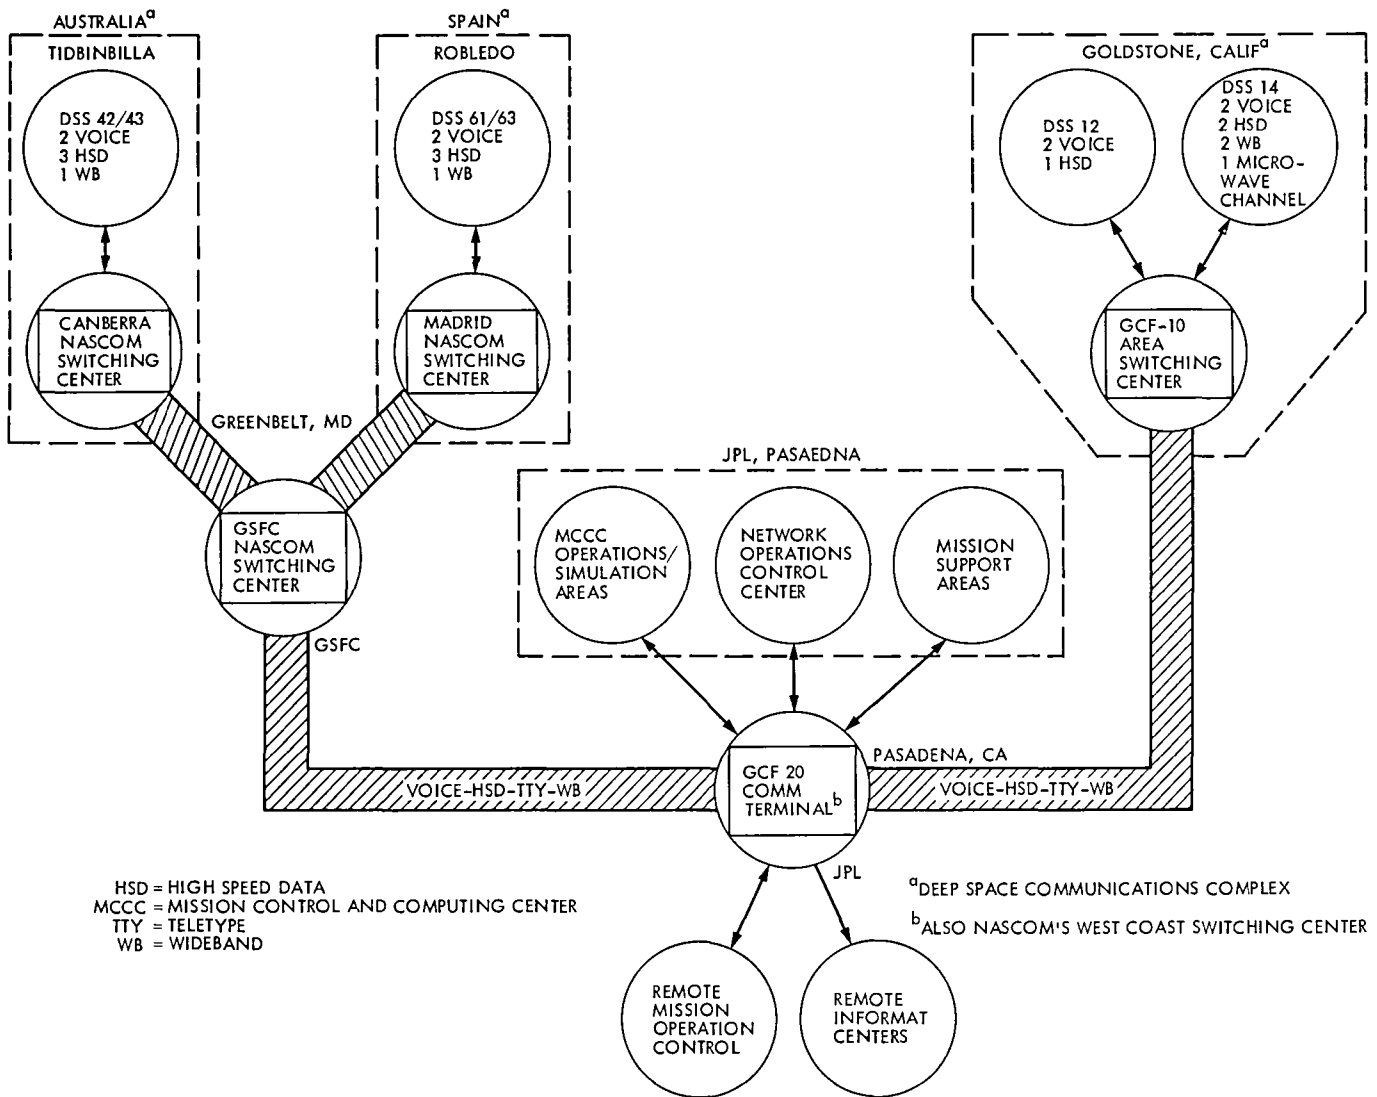 AUSTRALIAᵃ
TIDBINBILLA
DSS 42/43
2 VOICE
3 HSD
1 WB
CANBERRA
NASCOM
SWITCHING
CENTER
SPAINᵃ
ROBLEDO
DSS 61/63
2 VOICE
3 HSD
1 WB
MADRID
NASCOM
SWITCHING
CENTER
GOLDSTONE, CALIFᵃ
DSS 12
2 VOICE
1 HSD
DSS 14
2 VOICE
2 HSD
2 WB
1 MICRO-
WAVE
CHANNEL
GCF-10
AREA
SWITCHING
CENTER
GREENBELT, MD
GSFC
NASCOM
SWITCHING
CENTER
GSFC
JPL, PASAEDNA
MCCC
OPERATIONS/
SIMULATION
AREAS
NETWORK
OPERATIONS
CONTROL
CENTER
MISSION
SUPPORT
AREAS
PASADENA, CA
VOICE-HSD-TTY-WB
GCF 20
COMM
TERMINALᵇ
VOICE-HSD-TTY-WB
JPL
HSD = HIGH SPEED DATA
MCCC = MISSION CONTROL AND COMPUTING CENTER
TTY = TELETYPE
WB = WIDEBAND
ᵃDEEP SPACE COMMUNICATIONS COMPLEX
ᵇALSO NASCOM'S WEST COAST SWITCHING CENTER
REMOTE
MISSION
OPERATION
CONTROL
REMOTE
INFORMAT
CENTERS